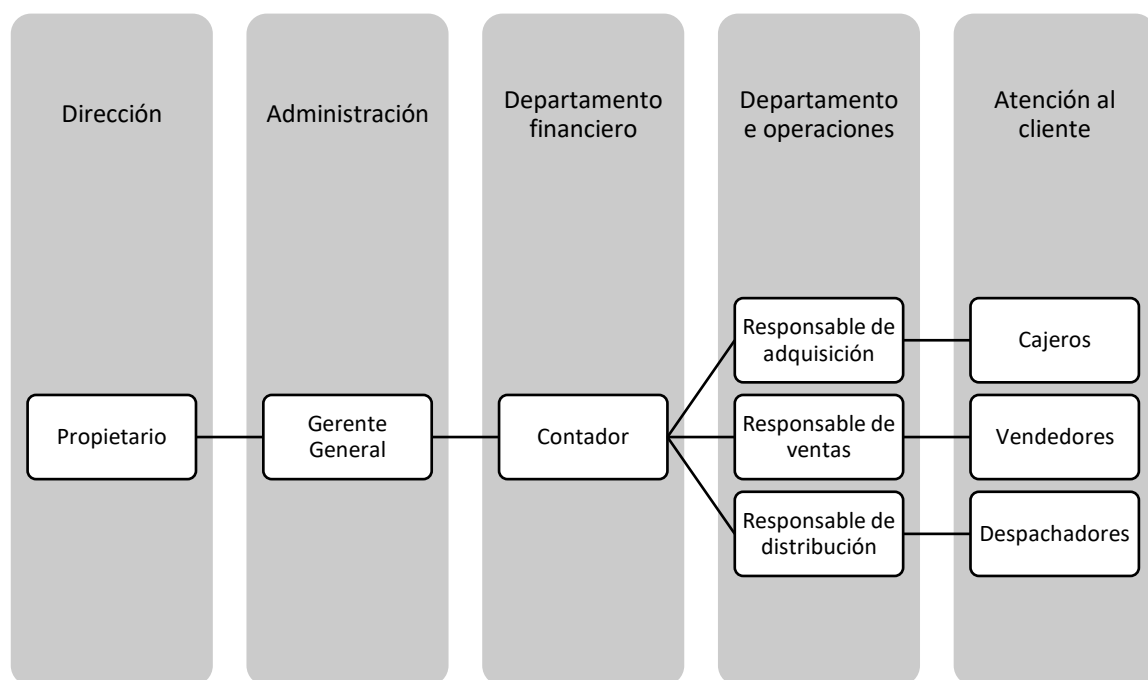 Dirección
Administración
Departamento
financiero
Departamento
e operaciones
Atención al
cliente
Propietario
Gerente
General
Contador
Responsable de
adquisición
Cajeros
Responsable de
ventas
Vendedores
Responsable de
distribución
Despachadores